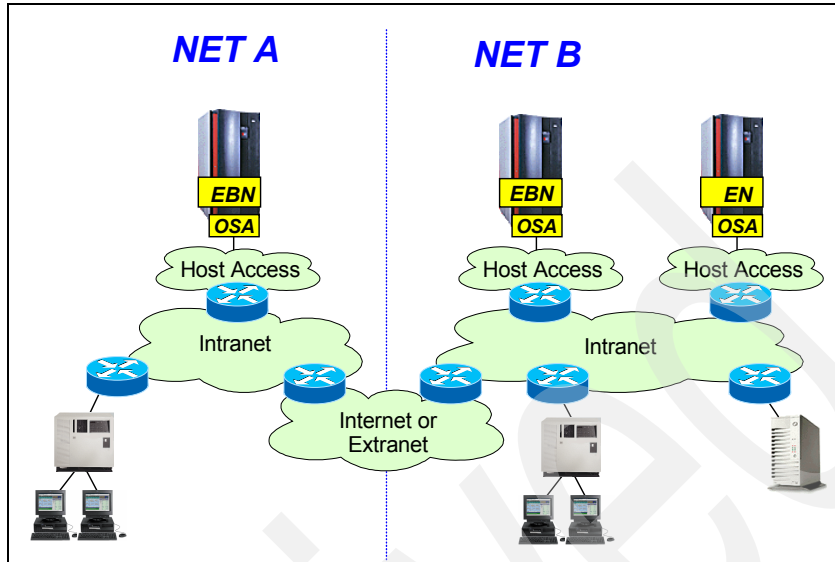 NET A
NET B
EBN
OSA
EBN
OSA
EN
OSA
Host Access
Host Access
Host Access
Intranet
Intranet
Internet or
Extranet